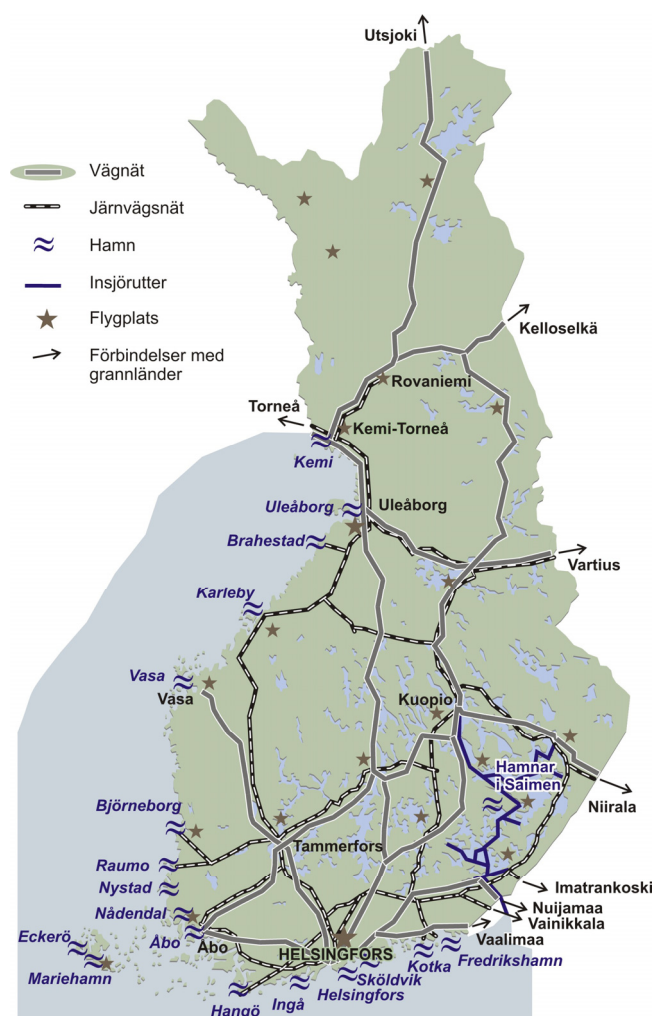 Utsjoki
Vägnät
Järnvägsnät
Hamn
Insjörutter
Flygplats
Förbindelser med
grannländer
Kelloselkä
Rovaniemi
Torneå
Kemi-Torneå
Kemi
Uleåborg
Uleåborg
Brahestad
Vartius
Karleby
Vasa
Vasa
Kuopio
Hamnar
i Saimen
Niirala
Björneborg
Tammerfors
Raumo
Imatrankoski
Nystad
Nuijamaa
Vainikkala
Nådendal
Vaalimaa
Åbo
Åbo
Eckerö
HELSINGFORS
Fredrikshamn
Kotka
Mariehamn
Sköldvik
Helsingfors
Ingå
Hangö